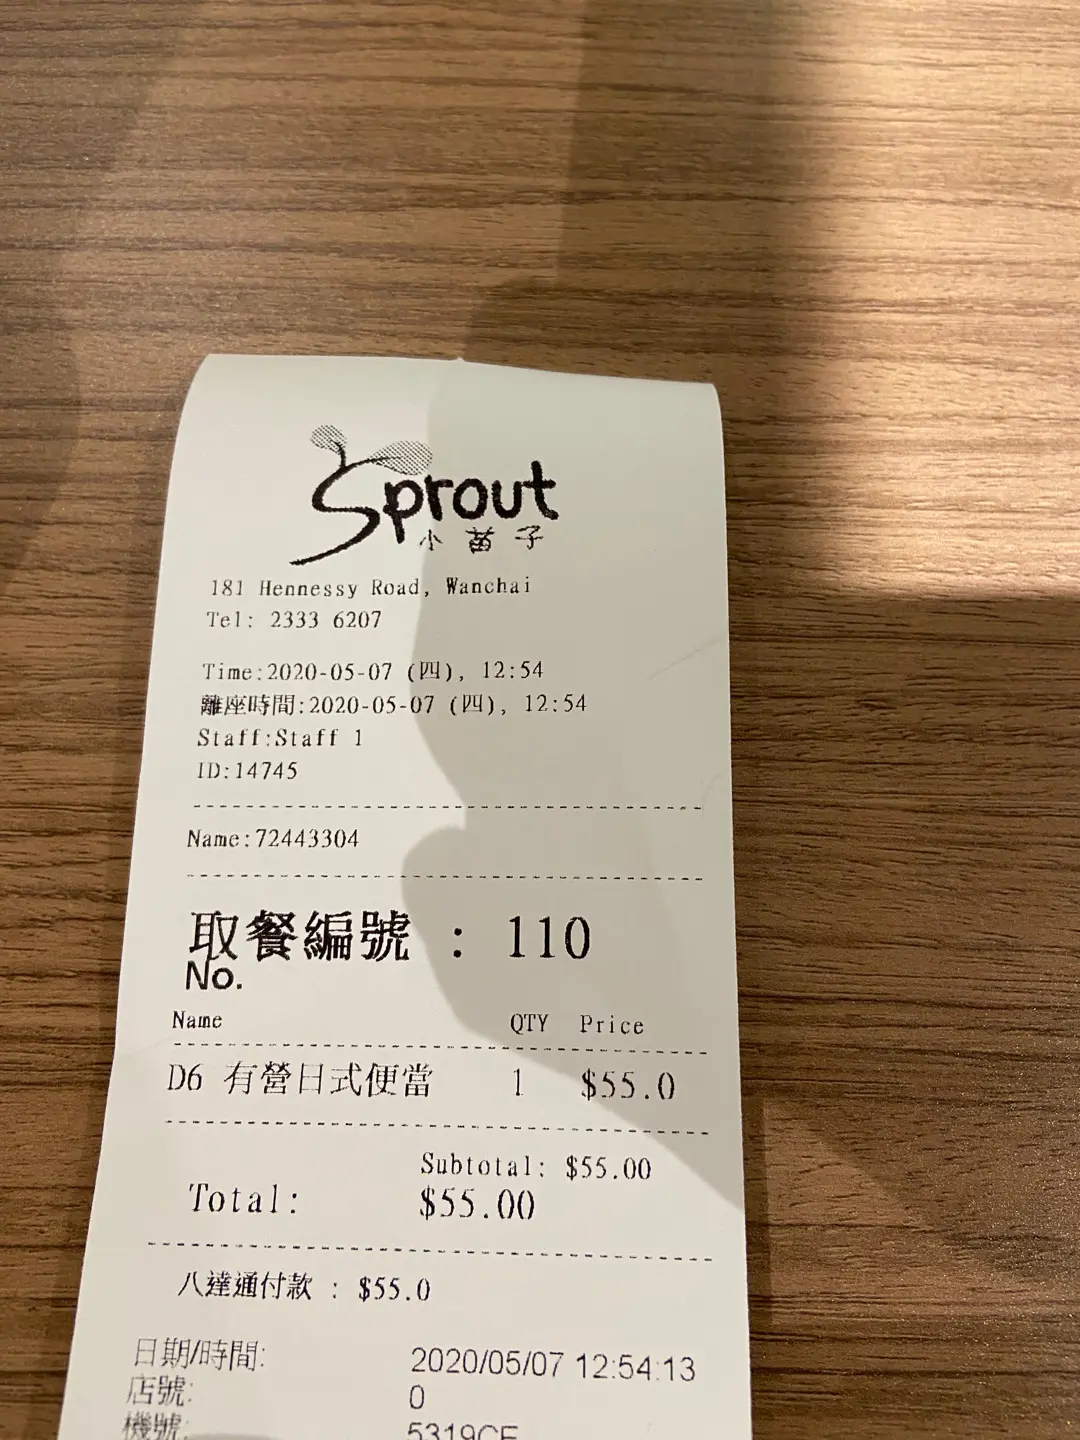 Sprout
小苗子
181 Hennessy Road, Wanchai
Tel: 2333 6207
Time:2020-05-07 (四), 12:54
離座時間:2020-05-07 (四), 12:54
Staff:Staff 1
ID:14745
Name:72443304
取餐編號 : 110
No.
Name QTY Price
D6 有營日式便當 1 $55.0
Subtotal: $55.00
Total: $55.00
八達通付款 : $55.0
日期/時間: 2020/05/07 12:54:13
店號: 0
機號: 5319CE